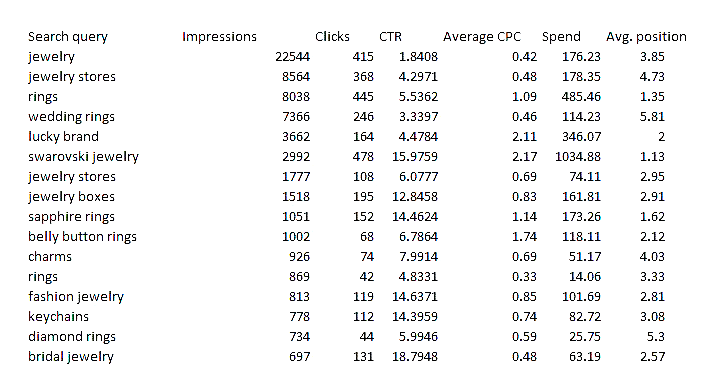 Search query Impressions Clicks CTR Average CPC Spend Avg. position
jewelry 22544 415 1.8408 0.42 176.23 3.85
jewelry stores 8564 368 4.2971 0.48 178.35 4.73
rings 8038 445 5.5362 1.09 485.46 1.35
wedding rings 7366 246 3.3397 0.46 114.23 5.81
lucky brand 3662 164 4.4784 2.11 346.07 2
swarovski jewelry 2992 478 15.9759 2.17 1034.88 1.13
jewelry stores 1777 108 6.0777 0.69 74.11 2.95
jewelry boxes 1518 195 12.8458 0.83 161.81 2.91
sapphire rings 1051 152 14.4624 1.14 173.26 1.62
belly button rings 1002 68 6.7864 1.74 118.11 2.12
charms 926 74 7.9914 0.69 51.17 4.03
rings 869 42 4.8331 0.33 14.06 3.33
fashion jewelry 813 119 14.6371 0.85 101.69 2.81
keychains 778 112 14.3959 0.74 82.72 3.08
diamond rings 734 44 5.9946 0.59 25.75 5.3
bridal jewelry 697 131 18.7948 0.48 63.19 2.57